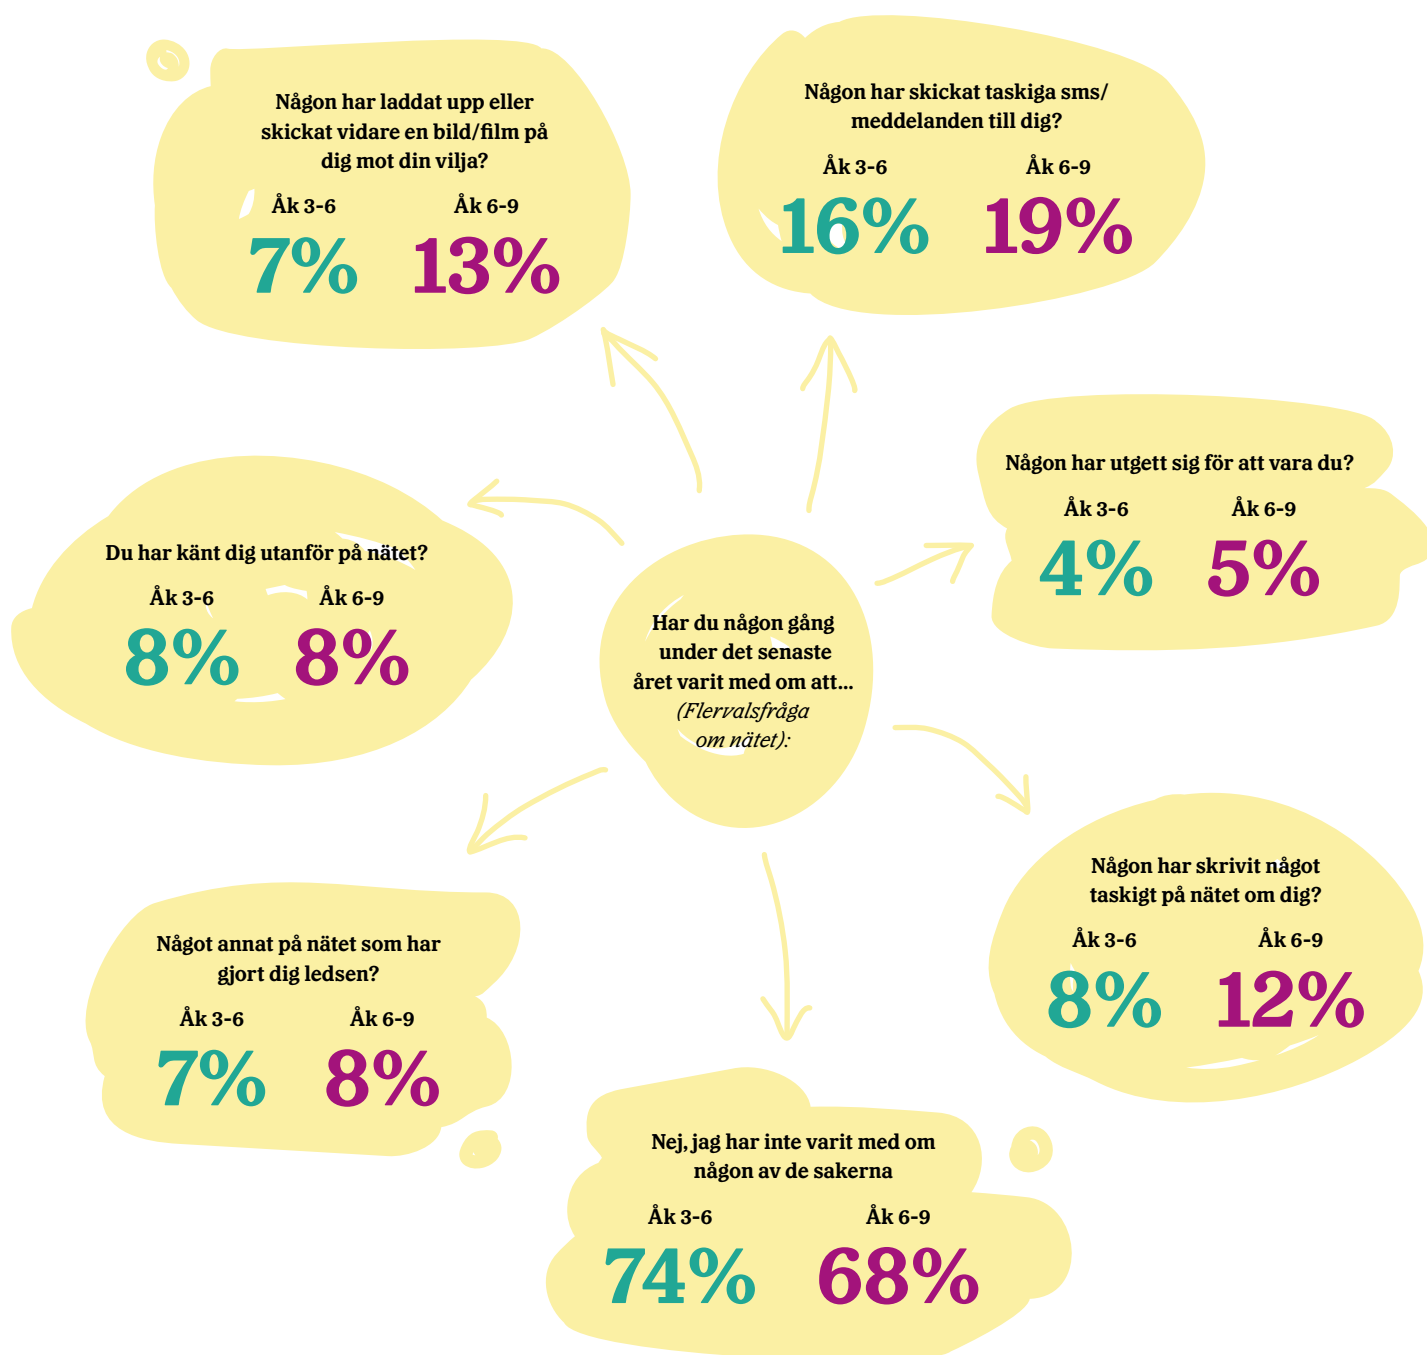 Någon har laddat upp eller
skickat vidare en bild/film på
dig mot din vilja?
Åk 3-6 Åk 6-9
7% 13%
Någon har skickat taskiga sms/
meddelanden till dig?
Åk 3-6 Åk 6-9
16% 19%
Någon har utgett sig för att vara du?
Åk 3-6 Åk 6-9
4% 5%
Du har känt dig utanför på nätet?
Åk 3-6 Åk 6-9
8% 8%
Har du någon gång
under det senaste
året varit med om att...
(Flervalsfråga
om nätet):
Någon har skrivit något
taskigt på nätet om dig?
Åk 3-6 Åk 6-9
8% 12%
Något annat på nätet som har
gjort dig ledsen?
Åk 3-6 Åk 6-9
7% 8%
Nej, jag har inte varit med om
någon av de sakerna
Åk 3-6 Åk 6-9
74% 68%